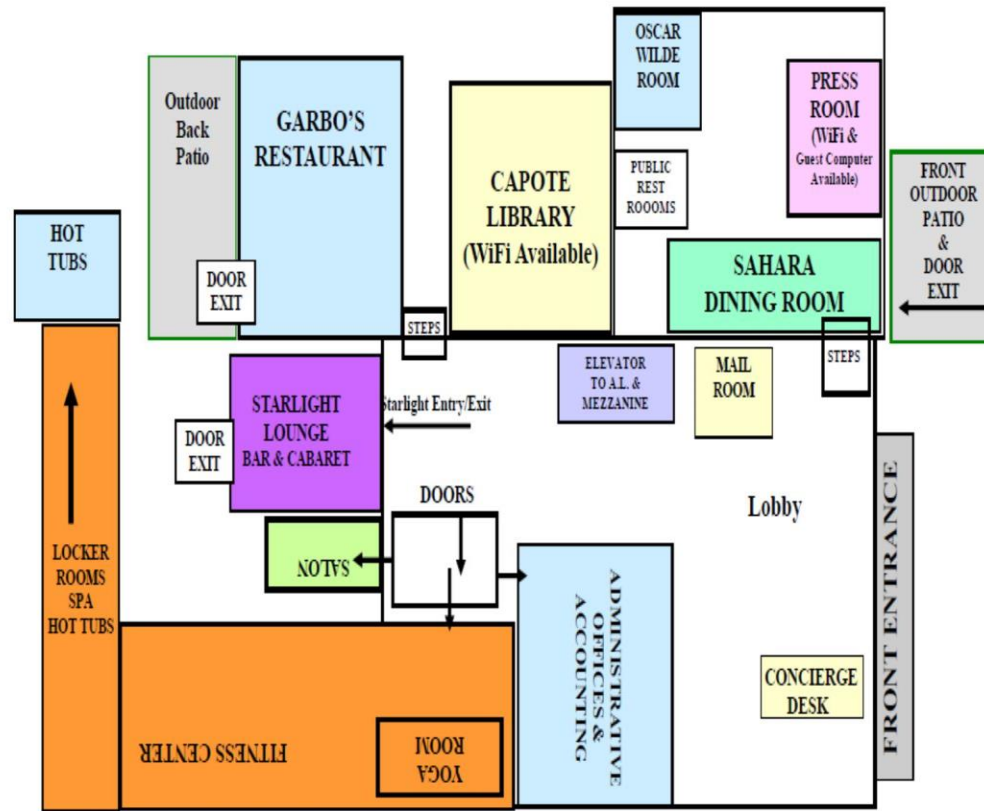 OSCAR
WILDE
ROOM
Outdoor
Back
Patio
GARBO'S
RESTAURANT
CAPOTE
LIBRARY
(WiFi Available)
PRESS
ROOM
(WiFi &
Guest Computer
Available)
PUBLIC
REST
ROOOMS
FRONT
OUTDOOR
PATIO
&
DOOR
EXIT
HOT
TUBS
DOOR
EXIT
SAHARA
DINING ROOM
STEPS
STEPS
ELEVATOR
TO A.L. &
MEZZANINE
MAIL
ROOM
STARLIGHT
LOUNGE
BAR & CABARET
Starlight Entry/Exit
DOOR
EXIT
DOORS
Lobby
LOCKER
ROOMS
SPA
HOT TUBS
SALON
ADMINISTRATIVE
OFFICES &
ACCOUNTING
FRONT ENTRANCE
CONCIERGE
DESK
FITNESS CENTER
YOGA
ROOM